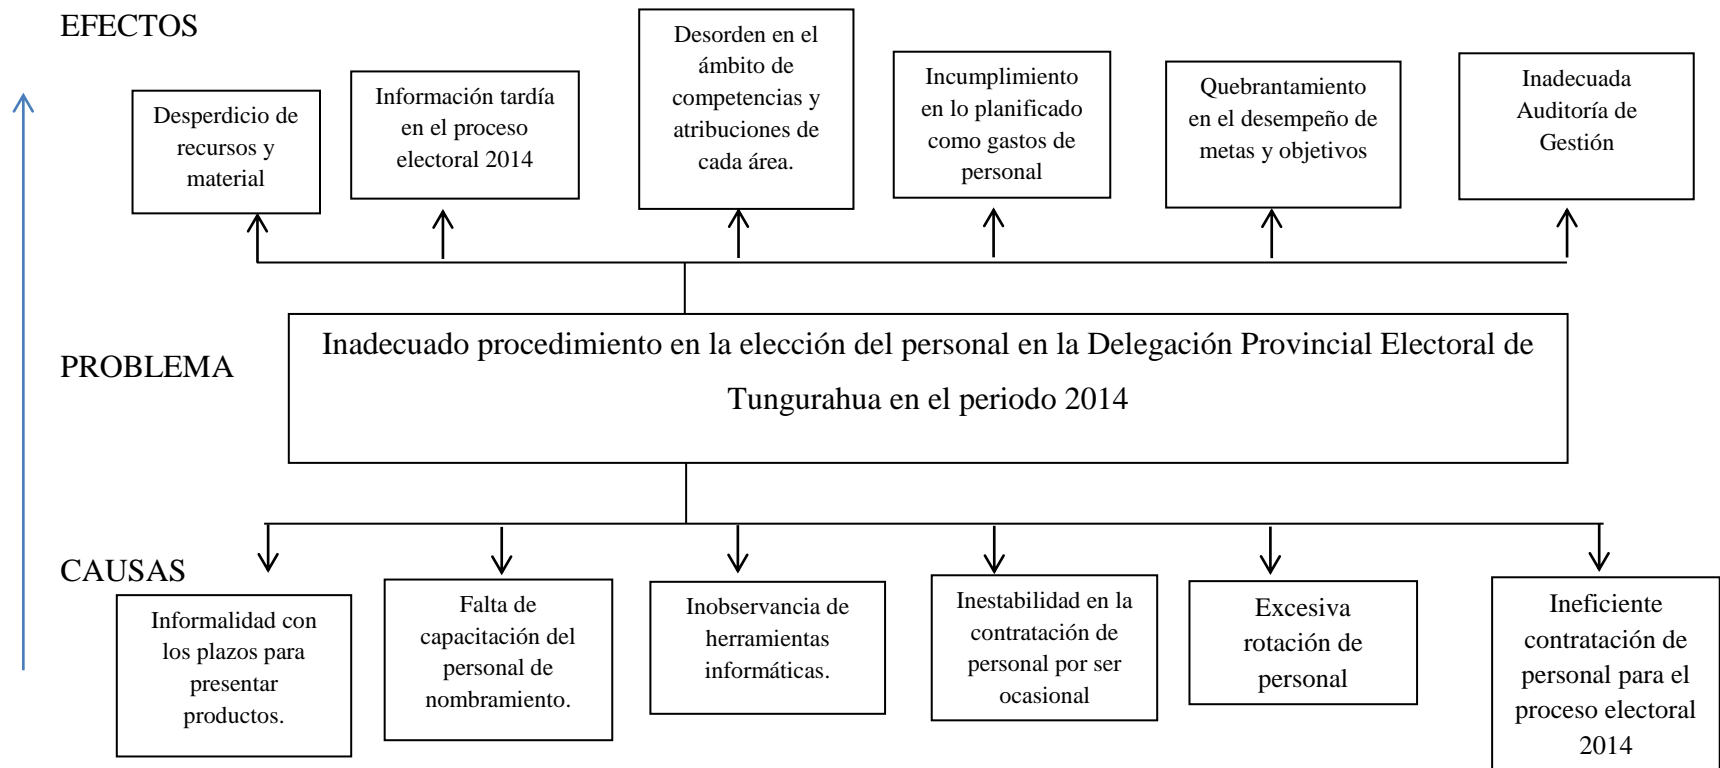 EFECTOS
Desperdicio de
recursos y
material
Información tardía
en el proceso
electoral 2014
Desorden en el
ámbito de
competencias y
atribuciones de
cada área.
Incumplimiento
en lo planificado
como gastos de
personal
Quebrantamiento
en el desempeño de
metas y objetivos
Inadecuada
Auditoría de
Gestión
PROBLEMA
Inadecuado procedimiento en la elección del personal en la Delegación Provincial Electoral de
Tungurahua en el periodo 2014
CAUSAS
Informalidad con
los plazos para
presentar
productos.
Falta de
capacitación del
personal de
nombramiento.
Inobservancia de
herramientas
informáticas.
Inestabilidad en la
contratación de
personal por ser
ocasional
Excesiva
rotación de
personal
Ineficiente
contratación de
personal para el
proceso electoral
2014